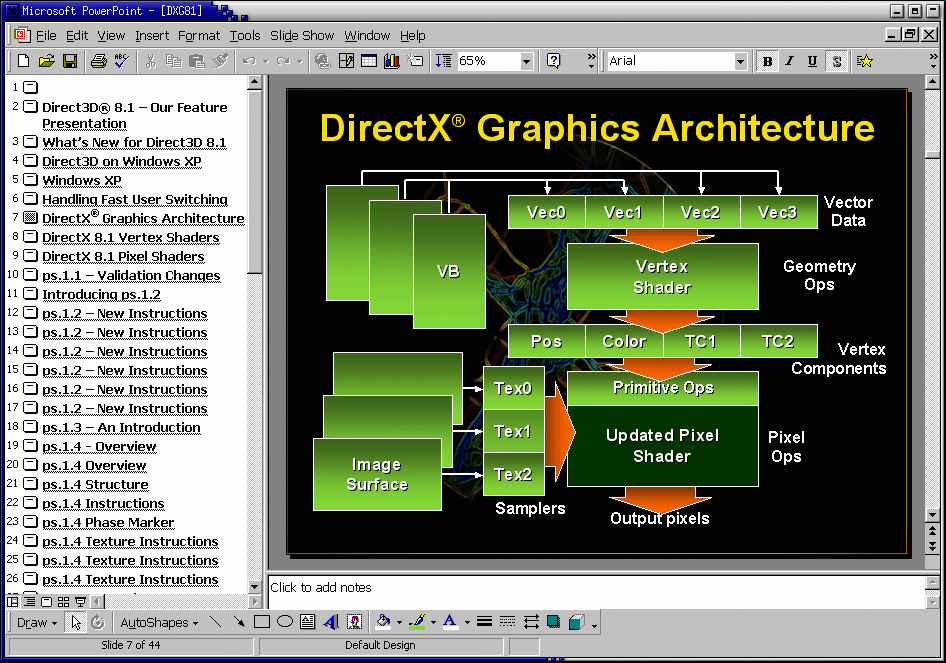 Microsoft PowerPoint - [DXG81]
File Edit View Insert Format Tools Slide Show Window Help
65%
Arial
B I U S
1
2 Direct3D® 8.1 – Our Feature
Presentation
3 What's New for Direct3D 8.1
4 Direct3D on Windows XP
5 Windows XP
6 Handling Fast User Switching
7 DirectX® Graphics Architecture
8 DirectX 8.1 Vertex Shaders
9 DirectX 8.1 Pixel Shaders
10 ps.1.1 – Validation Changes
11 Introducing ps.1.2
12 ps.1.2 – New Instructions
13 ps.1.2 – New Instructions
14 ps.1.2 – New Instructions
15 ps.1.2 – New Instructions
16 ps.1.2 – New Instructions
17 ps.1.2 – New Instructions
18 ps.1.3 – An Introduction
19 ps.1.4 - Overview
20 ps.1.4 Overview
21 ps.1.4 Structure
22 ps.1.4 Instructions
23 ps.1.4 Phase Marker
24 ps.1.4 Texture Instructions
25 ps.1.4 Texture Instructions
26 ps.1.4 Texture Instructions
DirectX® Graphics Architecture
Vec0 Vec1 Vec2 Vec3
Vector
Data
VB
Vertex
Shader
Geometry
Ops
Pos Color TC1 TC2
Vertex
Components
Primitive Ops
Tex0
Tex1
Tex2
Updated Pixel
Shader
Pixel
Ops
Image
Surface
Samplers
Output pixels
Click to add notes
Draw AutoShapes
Slide 7 of 44
Default Design